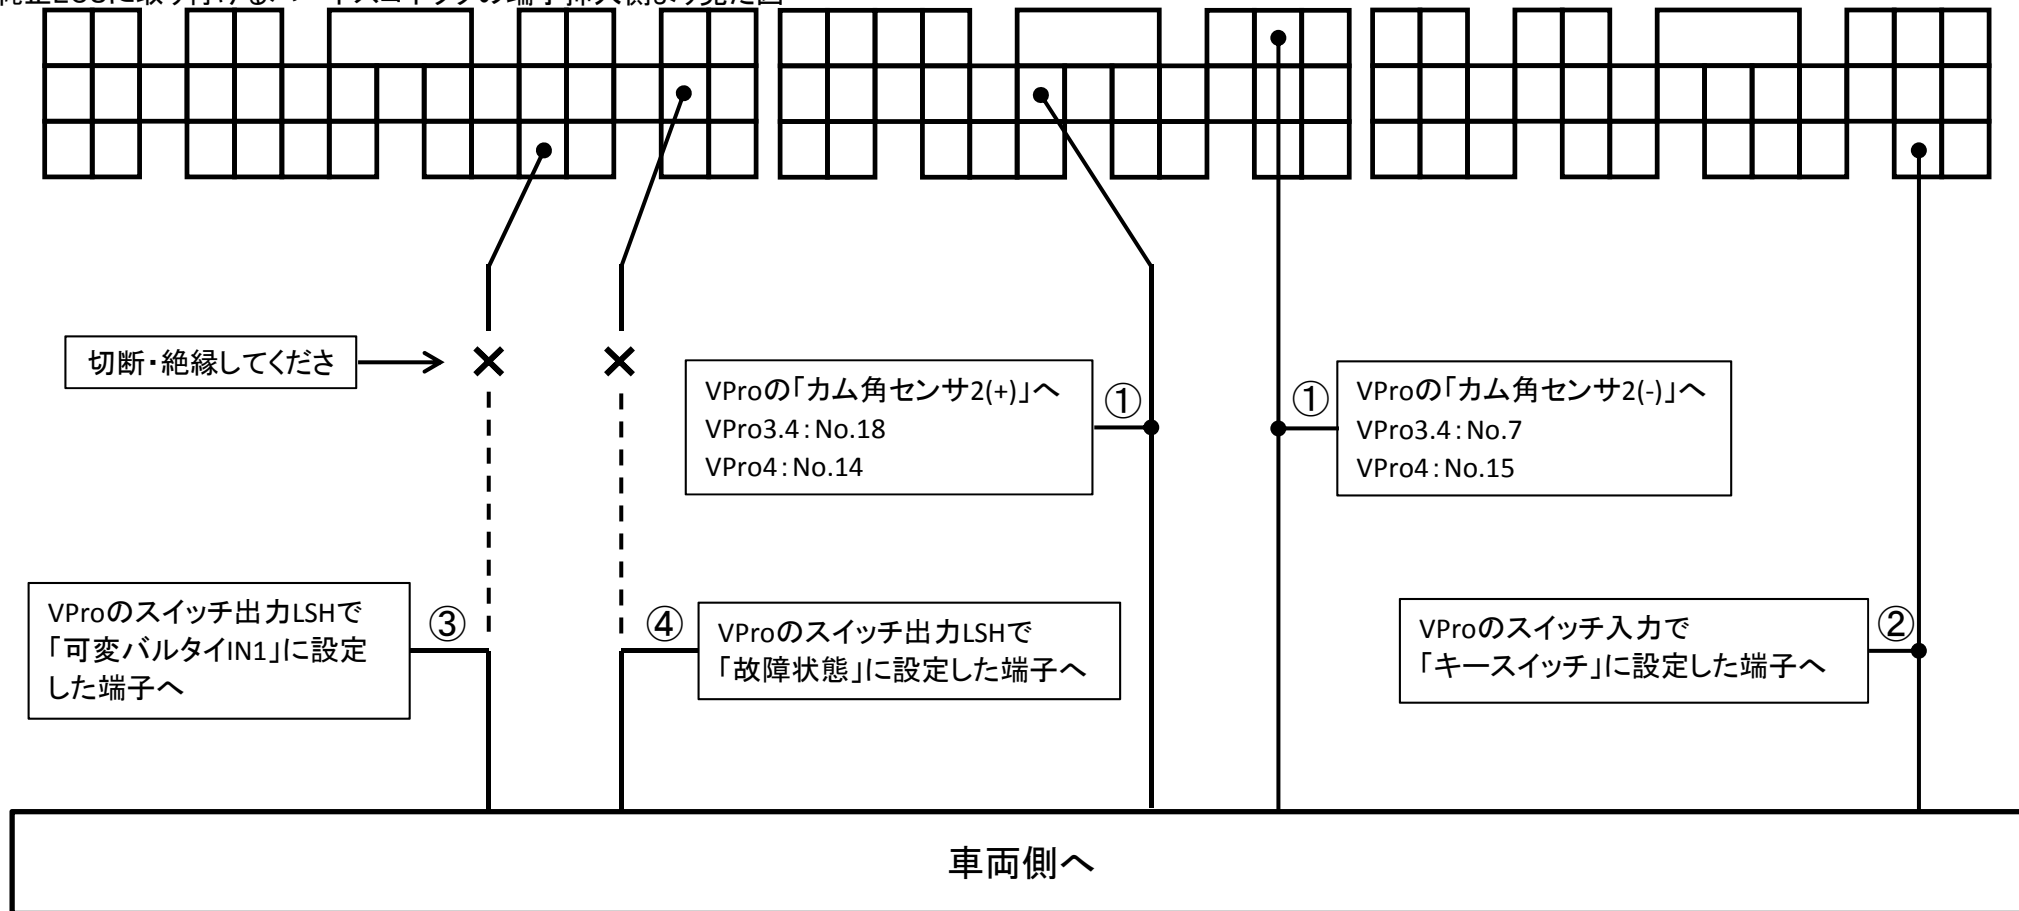 切断・絶縁してくださ
VProの「カム角センサ2(+)」へ
VPro3.4：No.18
VPro4：No.14
①
①
VProの「カム角センサ2(-)」へ
VPro3.4：No.7
VPro4：No.15
VProのスイッチ出力LSHで
「可変バルタイIN1」に設定
した端子へ
③
④
VProのスイッチ出力LSHで
「故障状態」に設定した端子へ
VProのスイッチ入力で
「キースイッチ」に設定した端子へ
②
車両側へ